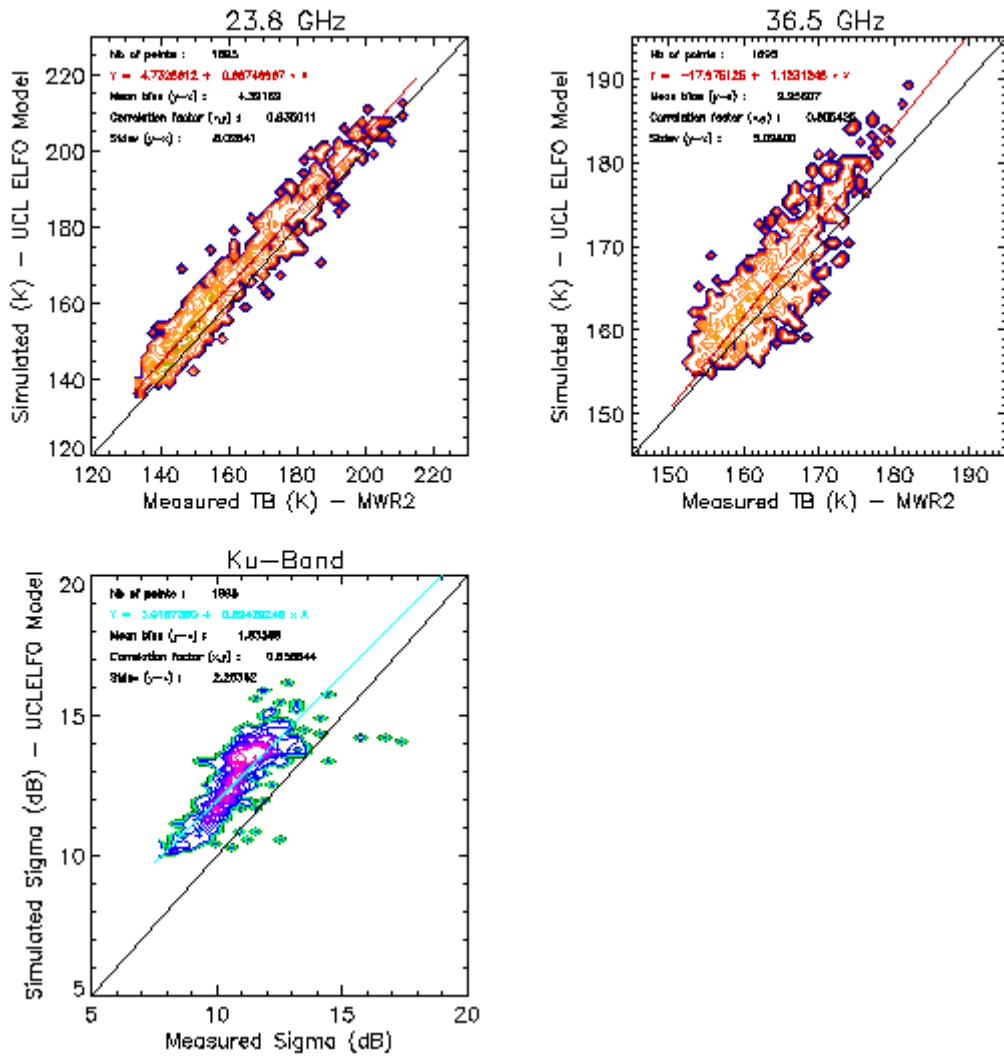 23.8 GHz
Simulated (K) - UCL ELFO Model
Nb of points :
Mean bias (y-x) :
Correlation factor (x,y) :
Stdev (y-x) :
220
200
180
160
140
120
120 140 160 180 200 220
Measured TB (K) - MWR2
36.5 GHz
Simulated (K) - UCL ELFO Model
Nb of points :
Mean bias (y-x) :
Correlation factor (x,y) :
Stdev (y-x) :
190
180
170
160
150
150 160 170 180 190
Measured TB (K) - MWR2
Ku-Band
Simulated Sigma (dB) - UCLELFO Model
Nb of points :
Mean bias (y-x) :
Correlation factor (x,y) :
Stdev (y-x) :
20
15
10
5
5 10 15 20
Measured Sigma (dB)